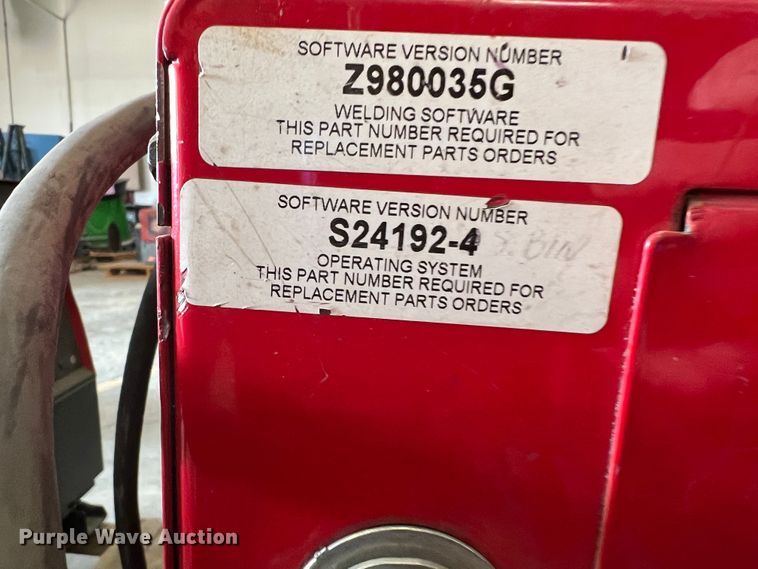 SOFTWARE VERSION NUMBER
Z980035G
WELDING SOFTWARE
THIS PART NUMBER REQUIRED FOR
REPLACEMENT PARTS ORDERS
SOFTWARE VERSION NUMBER
S24192-4
OPERATING SYSTEM
THIS PART NUMBER REQUIRED FOR
REPLACEMENT PARTS ORDERS
Purple Wave Auction